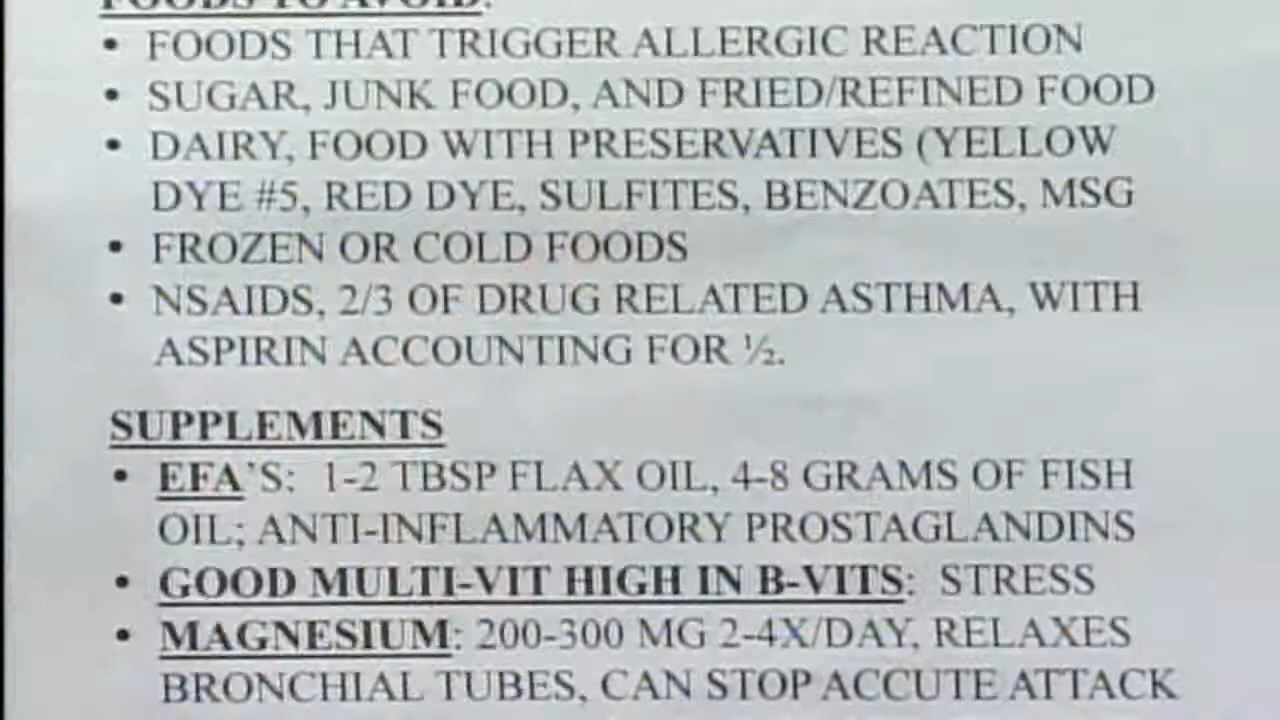 FOODS TO AVOID:
• FOODS THAT TRIGGER ALLERGIC REACTION
• SUGAR, JUNK FOOD, AND FRIED/REFINED FOOD
• DAIRY, FOOD WITH PRESERVATIVES (YELLOW
DYE #5, RED DYE, SULFITES, BENZOATES, MSG
• FROZEN OR COLD FOODS
• NSAIDS, 2/3 OF DRUG RELATED ASTHMA, WITH
ASPIRIN ACCOUNTING FOR ½.
SUPPLEMENTS
• EFA'S: 1-2 TBSP FLAX OIL, 4-8 GRAMS OF FISH
OIL; ANTI-INFLAMMATORY PROSTAGLANDINS
• GOOD MULTI-VIT HIGH IN B-VITS: STRESS
• MAGNESIUM: 200-300 MG 2-4X/DAY, RELAXES
BRONCHIAL TUBES, CAN STOP ACCUTE ATTACK